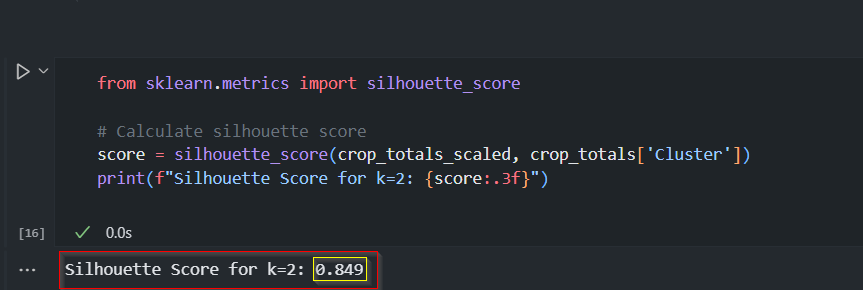 from sklearn.metrics import silhouette_score
# Calculate silhouette score
score = silhouette_score(crop_totals_scaled, crop_totals['Cluster'])
print(f"Silhouette Score for k=2: {score:.3f}")
[16]
0.0s
...
Silhouette Score for k=2: 0.849